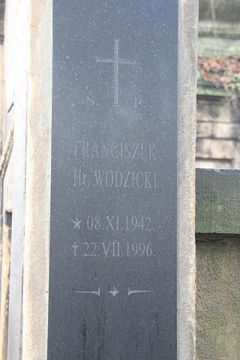 Ś. P.
FRANCISZEK
Hr. WODZICKI
* 08.XI.1942.
† 22.VII.1996.